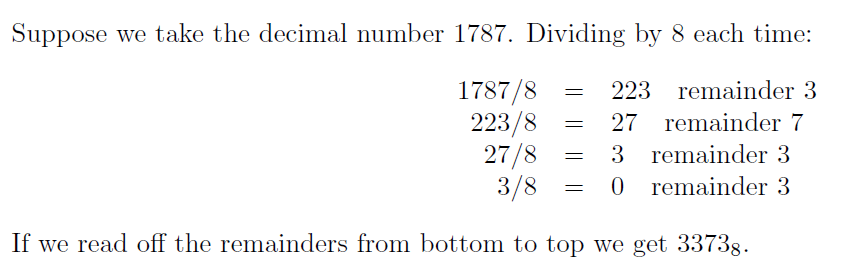 Suppose we take the decimal number 1787. Dividing by 8 each time:
1787/8 = 223 remainder 3
223/8 = 27 remainder 7
27/8 = 3 remainder 3
3/8 = 0 remainder 3
If we read off the remainders from bottom to top we get 3373₈.